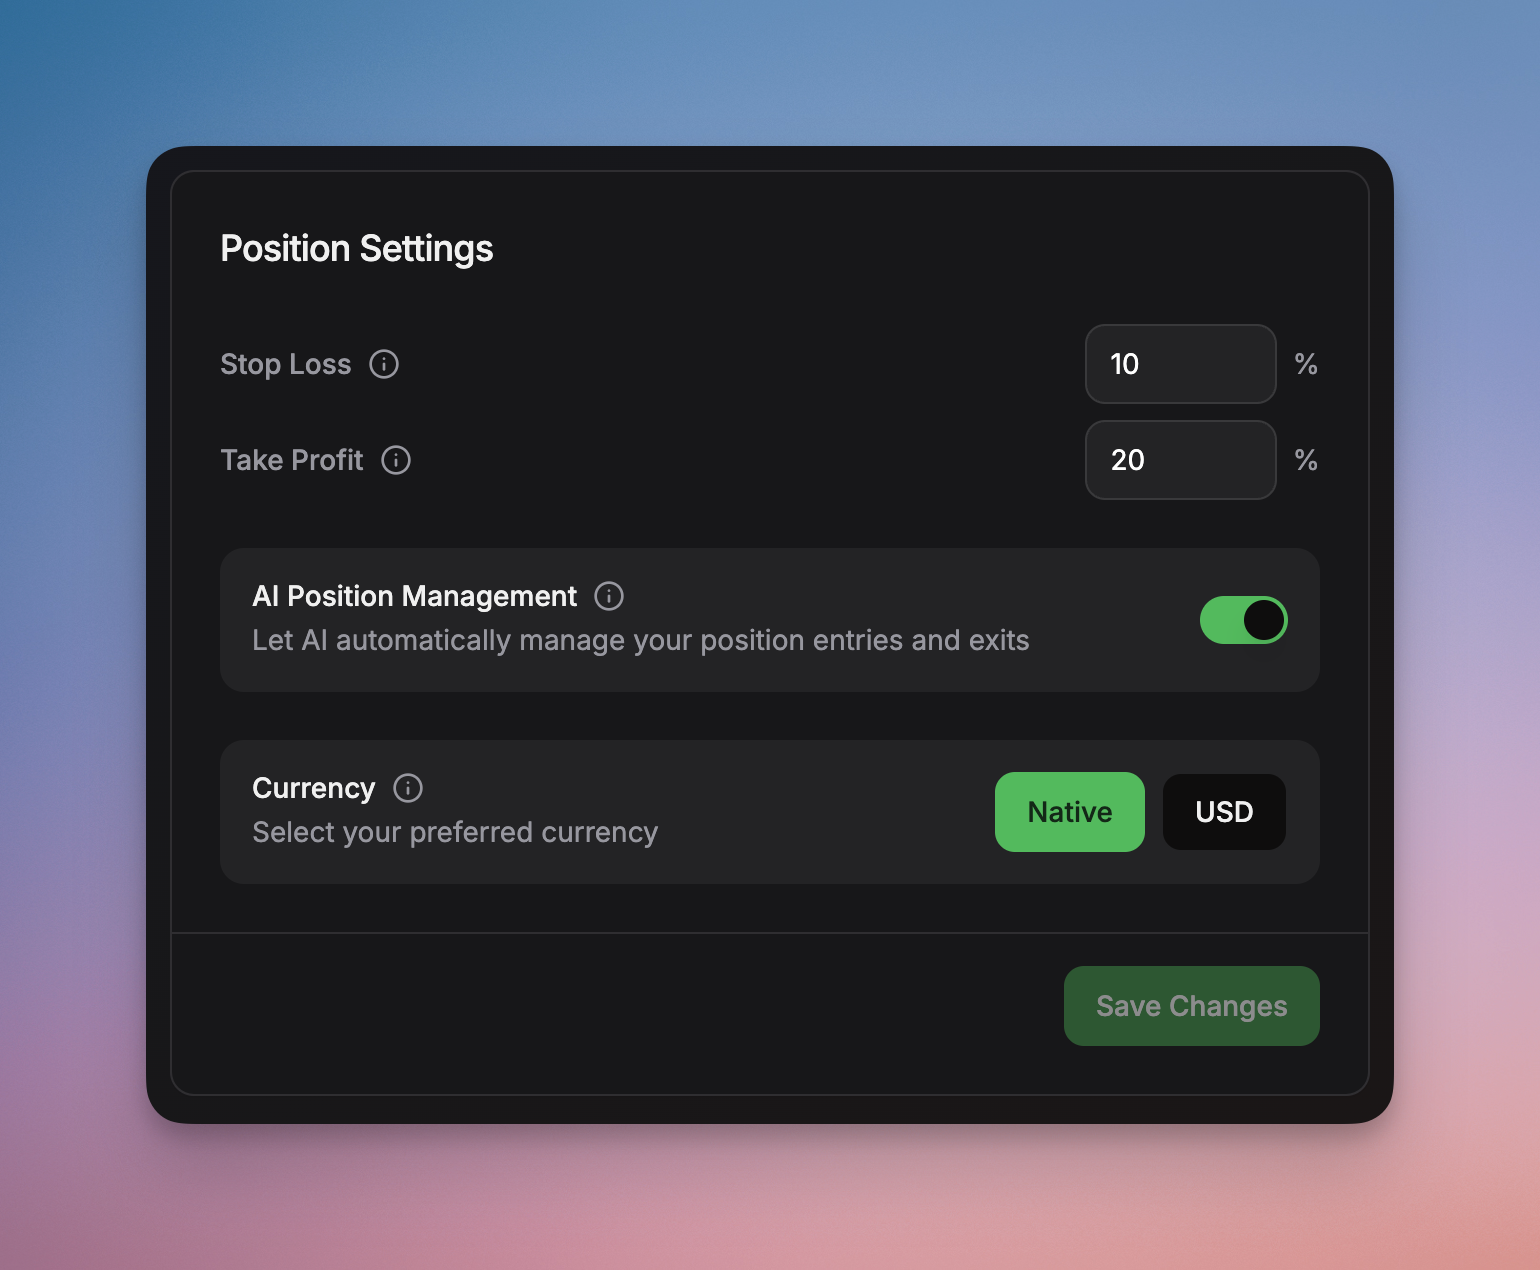 Position Settings
Stop Loss
10 %
Take Profit
20 %
AI Position Management
Let AI automatically manage your position entries and exits
Currency
Select your preferred currency
Native
USD
Save Changes